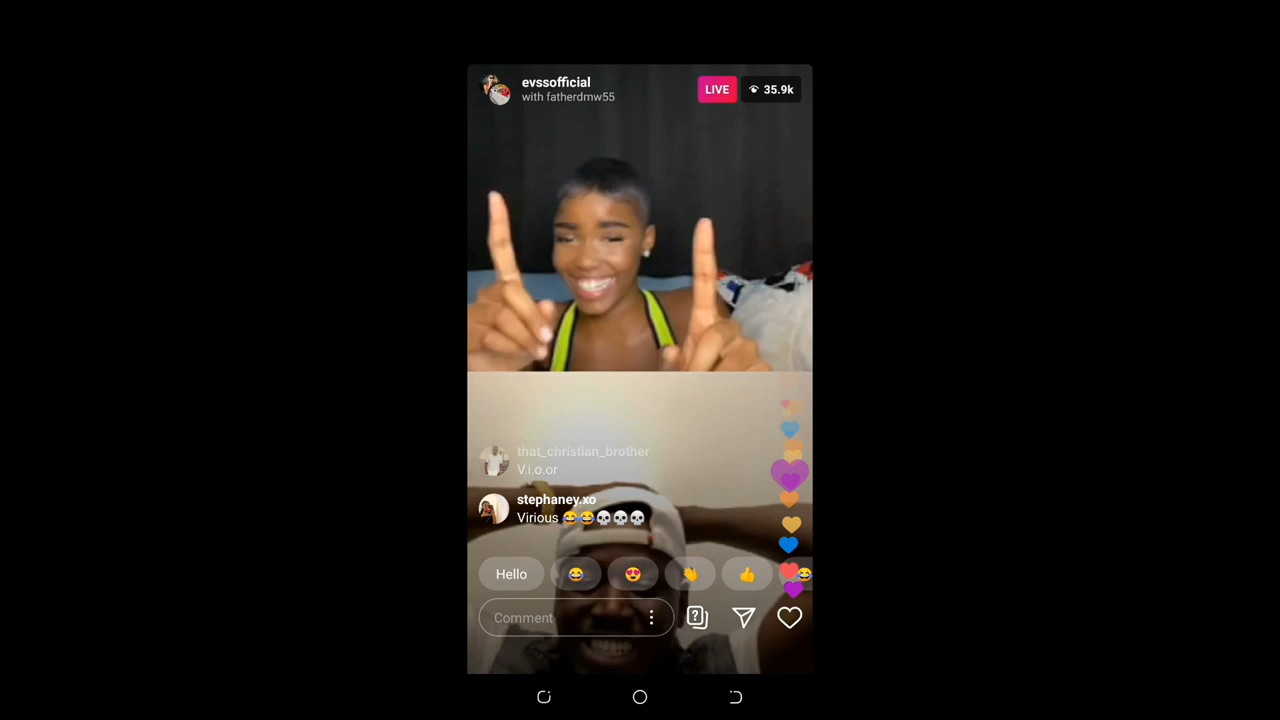 evssofficial
with fatherdmw55
LIVE
35.9k
that_christian_brother
V.i.o.or
stephaney.xo
Virious 😂😂💀💀💀
Hello
Comment